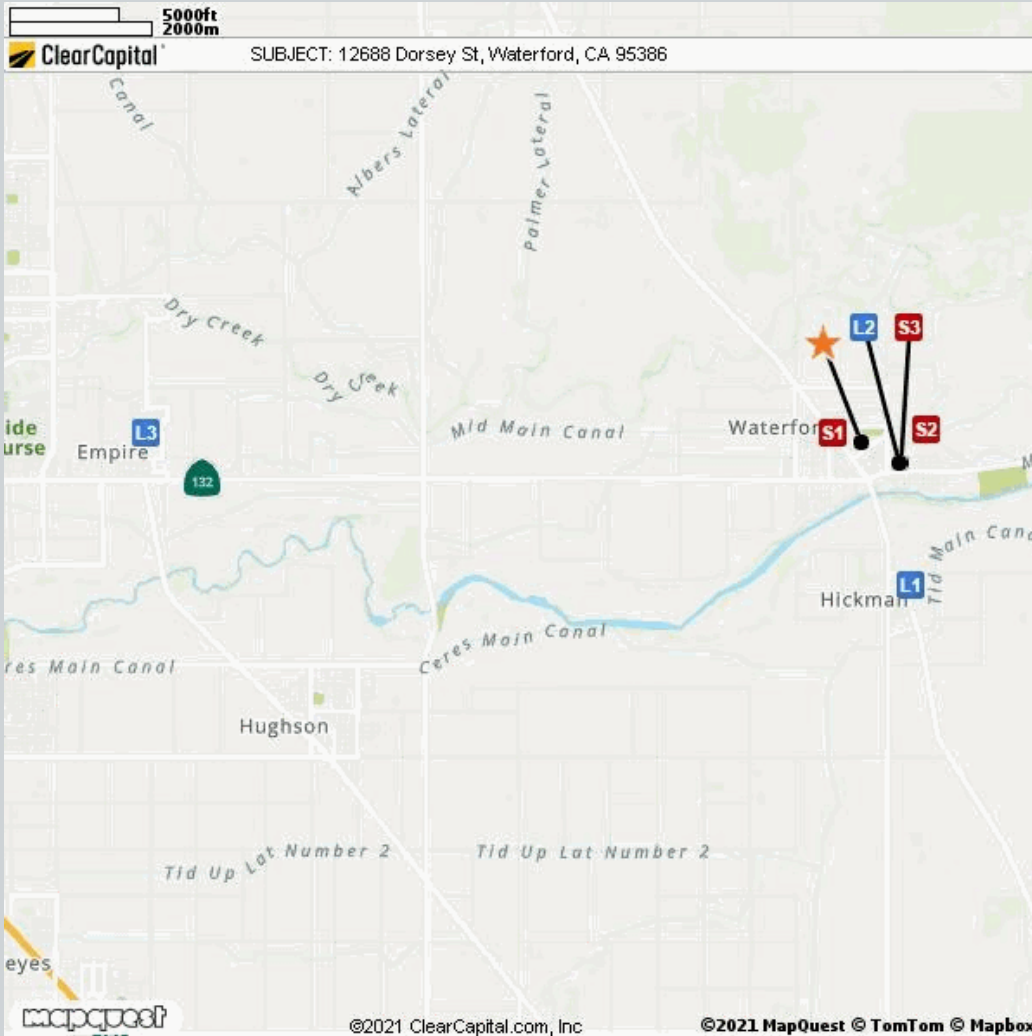 5000ft
2000m
ClearCapital
SUBJECT: 12688 Dorsey St, Waterford, CA 95386
Canal
Albers Lateral
Palmer Lateral
Dry Creek
Dry Creek
L2
S3
ide
urse
L3
Empire
132
Mid Main Canal
Waterfor
S1
S2
M
Tid Main Cana
L1
Hickman
Ceres Main Canal
res Main Canal
Hughson
Tid Up Lat Number 2
Tid Up Lat Number 2
eyes
mapquest
©2021 ClearCapital.com, Inc
©2021 MapQuest © TomTom © Mapbox